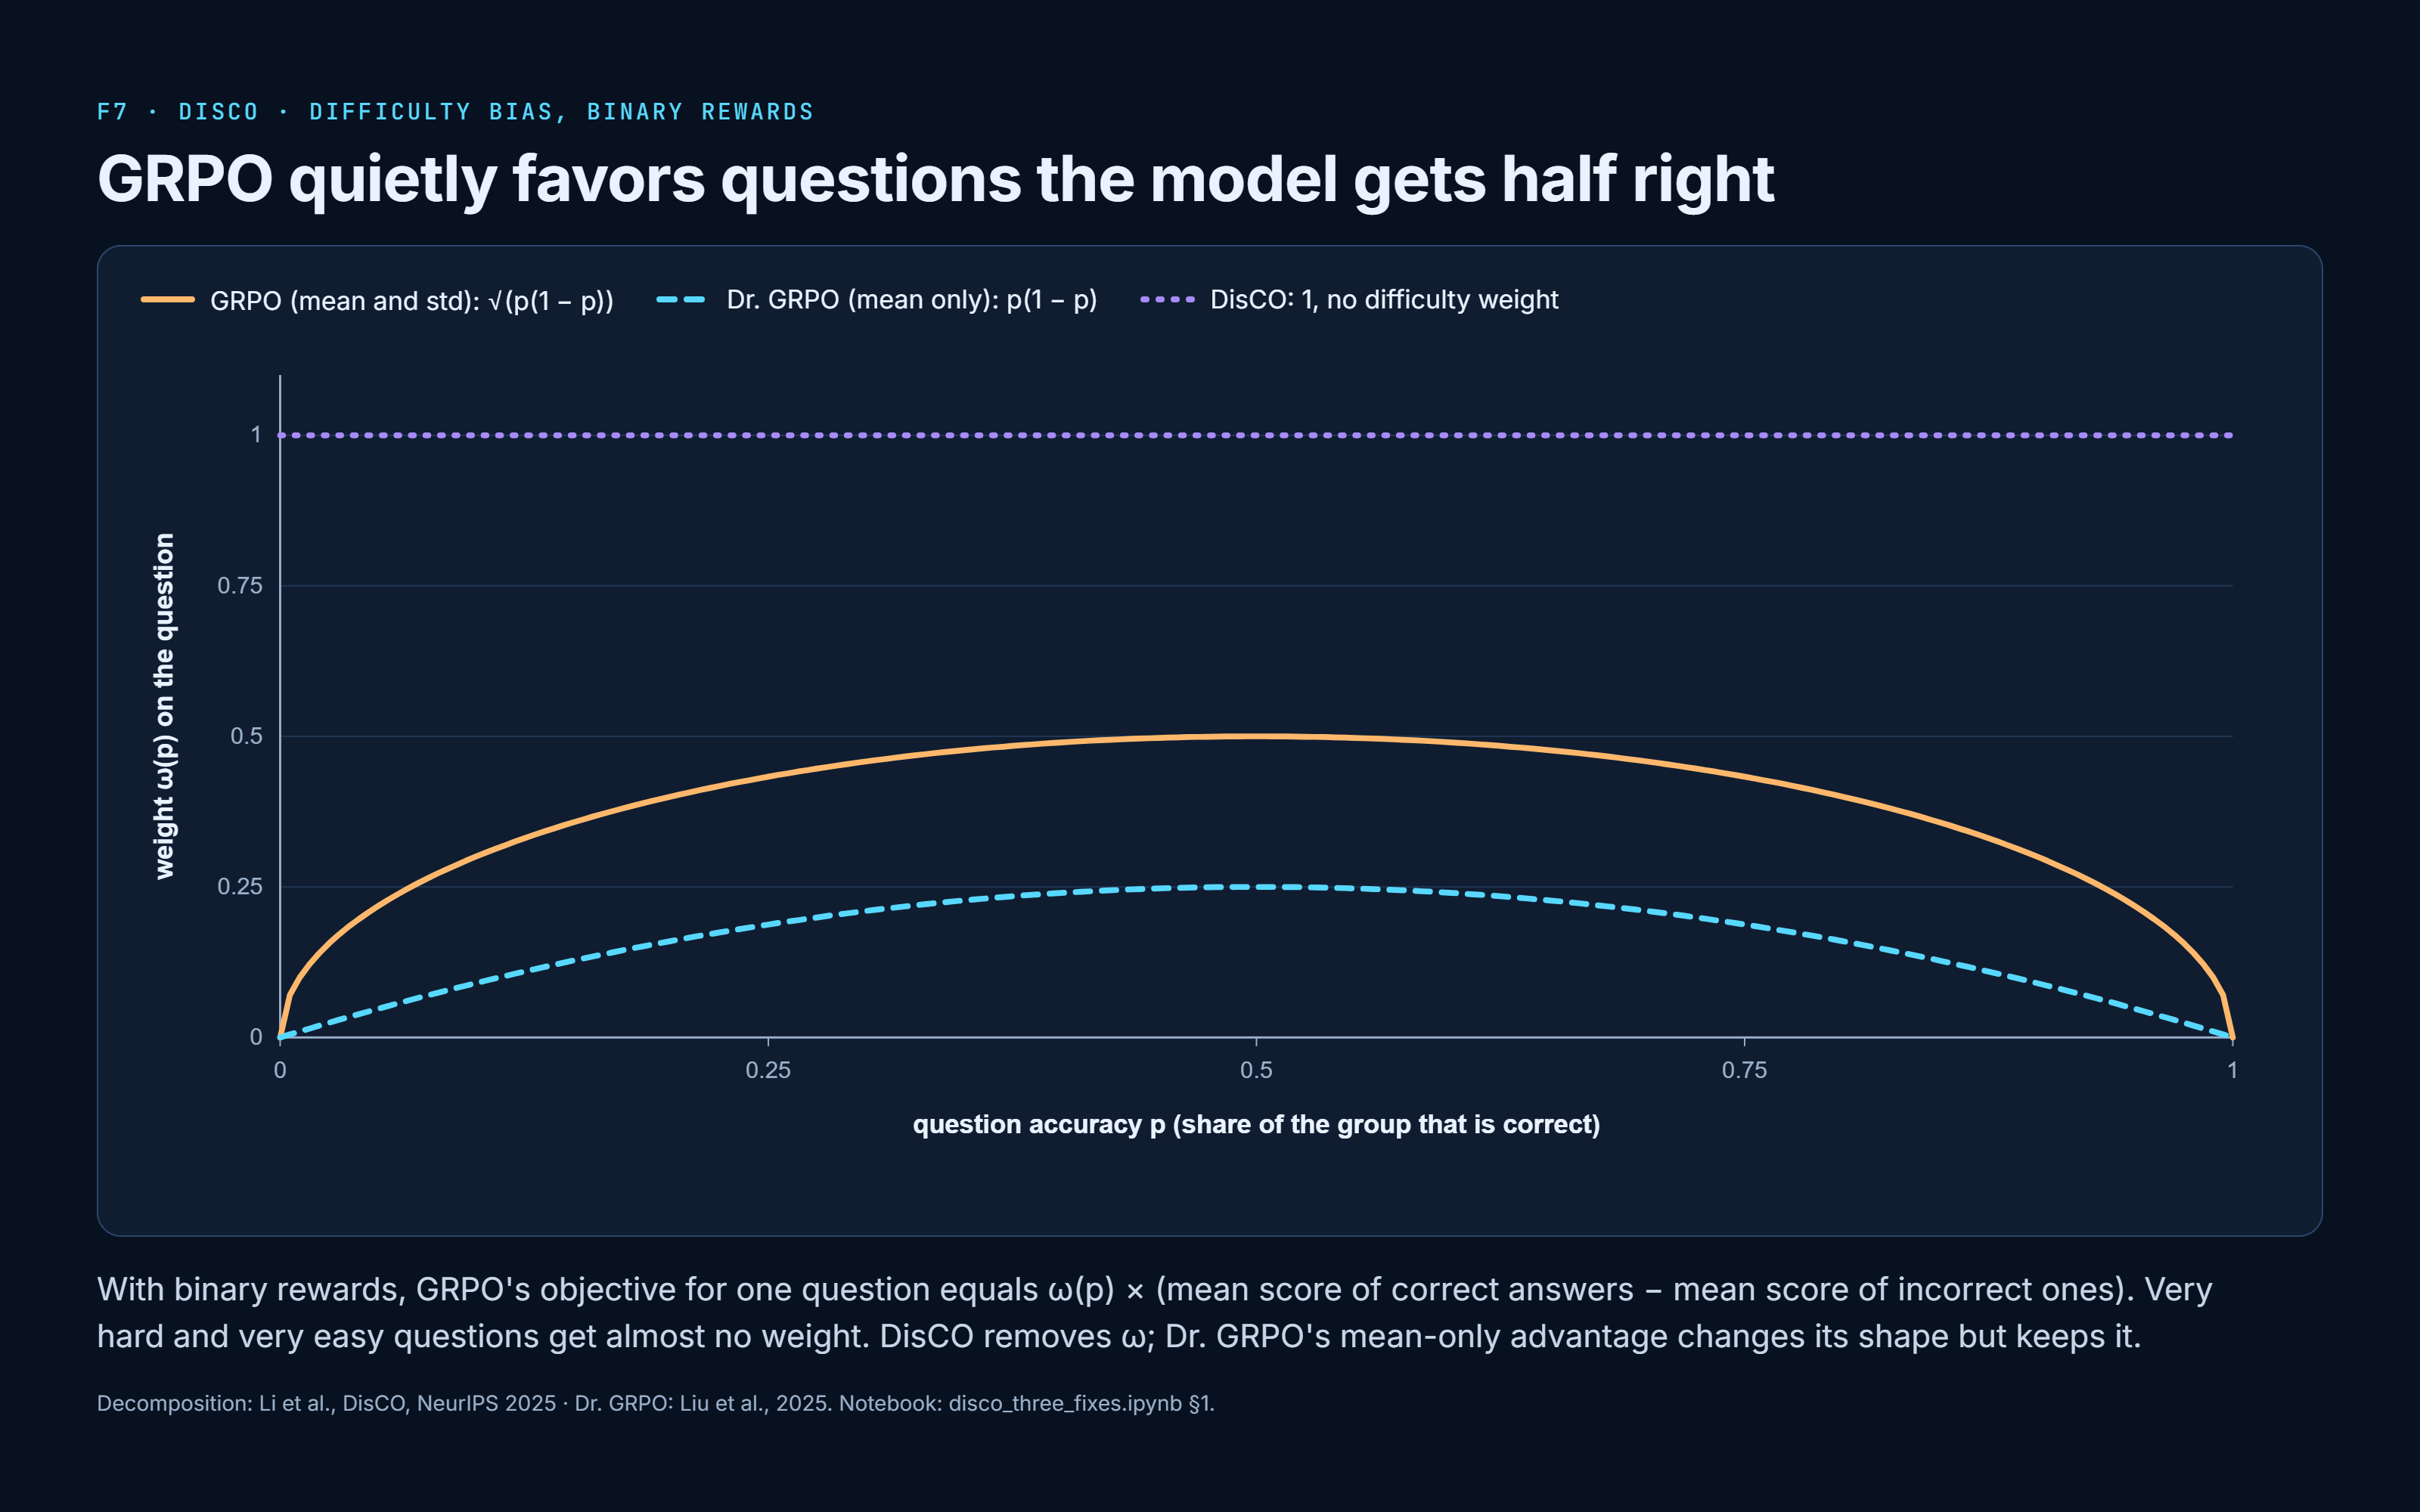 F7 · DISCO · DIFFICULTY BIAS, BINARY REWARDS
GRPO quietly favors questions the model gets half right
GRPO (mean and std): √(p(1 − p))
Dr. GRPO (mean only): p(1 − p)
DisCO: 1, no difficulty weight
weight ω(p) on the question
1
0.75
0.5
0.25
0
0
0.25
0.5
0.75
1
question accuracy p (share of the group that is correct)
With binary rewards, GRPO's objective for one question equals ω(p) × (mean score of correct answers − mean score of incorrect ones). Very
hard and very easy questions get almost no weight. DisCO removes ω; Dr. GRPO's mean-only advantage changes its shape but keeps it.
Decomposition: Li et al., DisCO, NeurIPS 2025 · Dr. GRPO: Liu et al., 2025. Notebook: disco_three_fixes.ipynb §1.